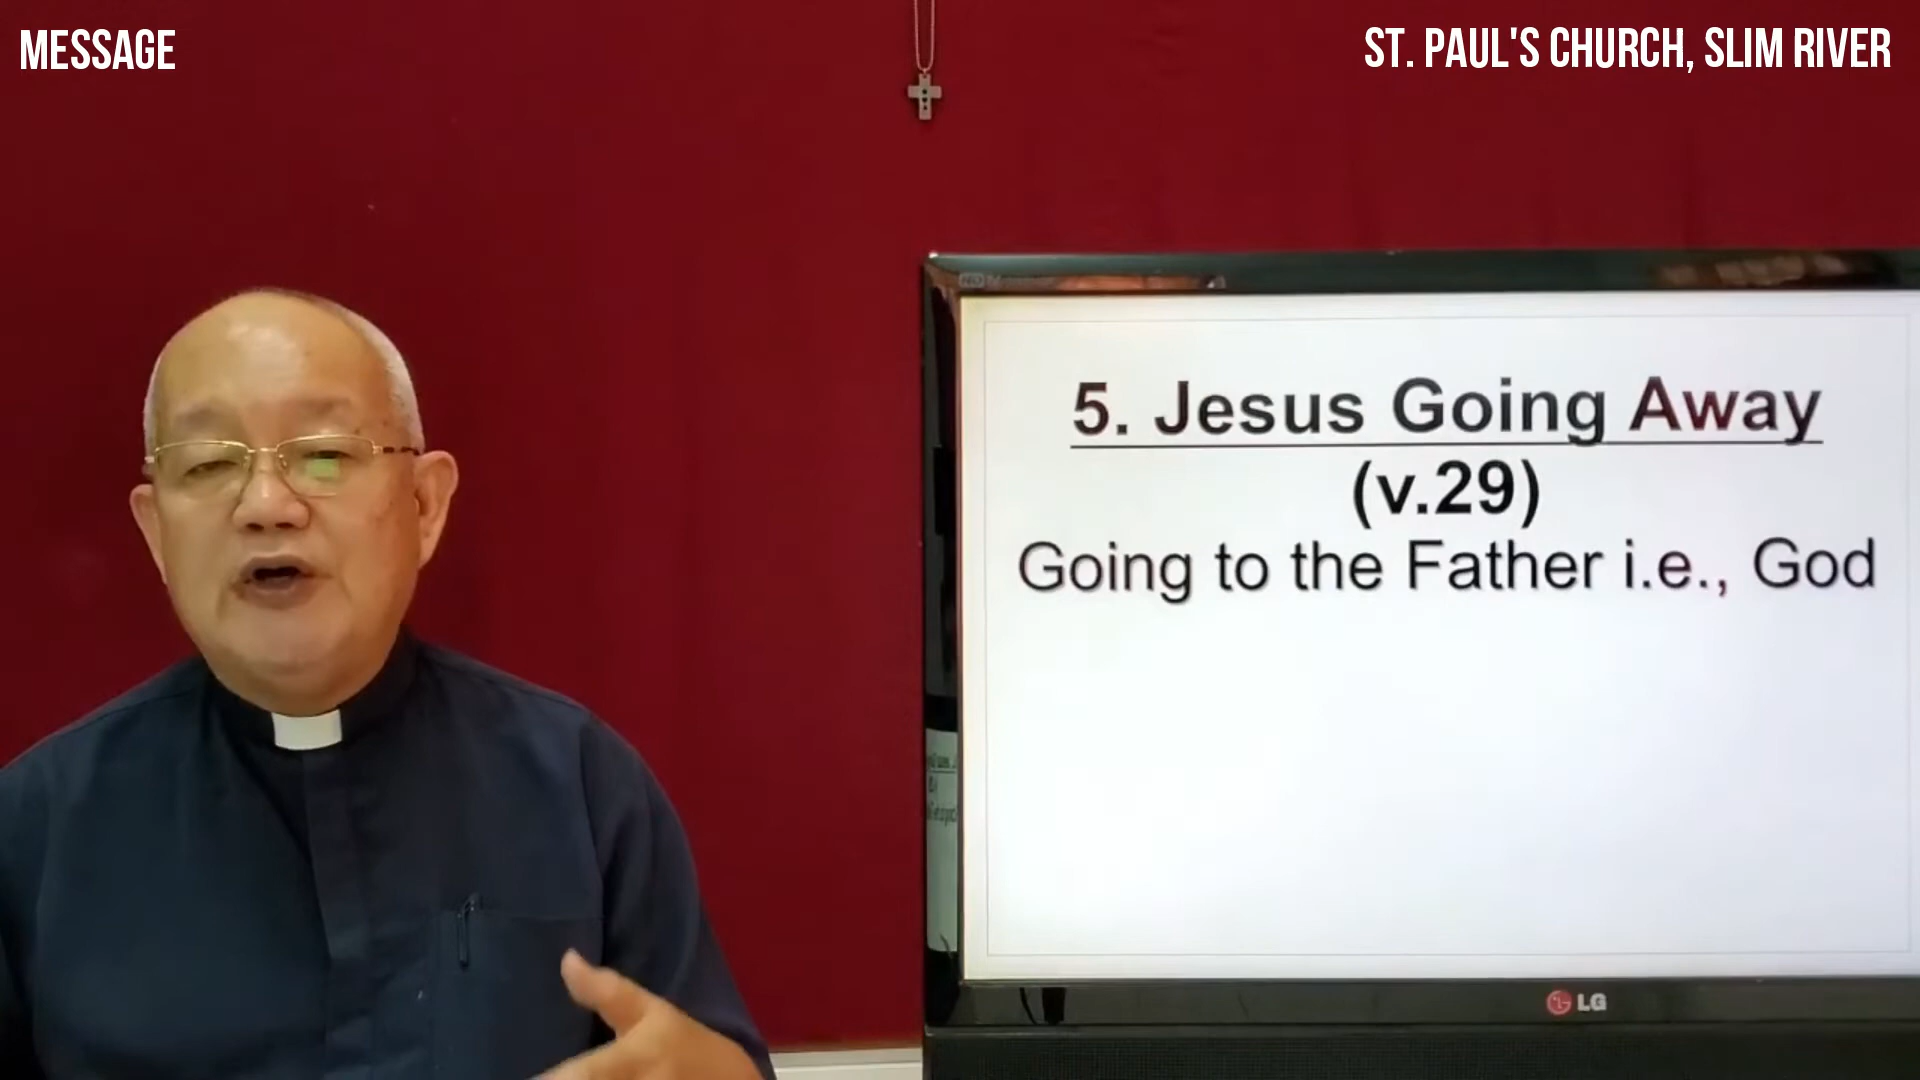 MESSAGE
ST. PAUL'S CHURCH, SLIM RIVER
5. Jesus Going Away
(v.29)
Going to the Father i.e., God
LG